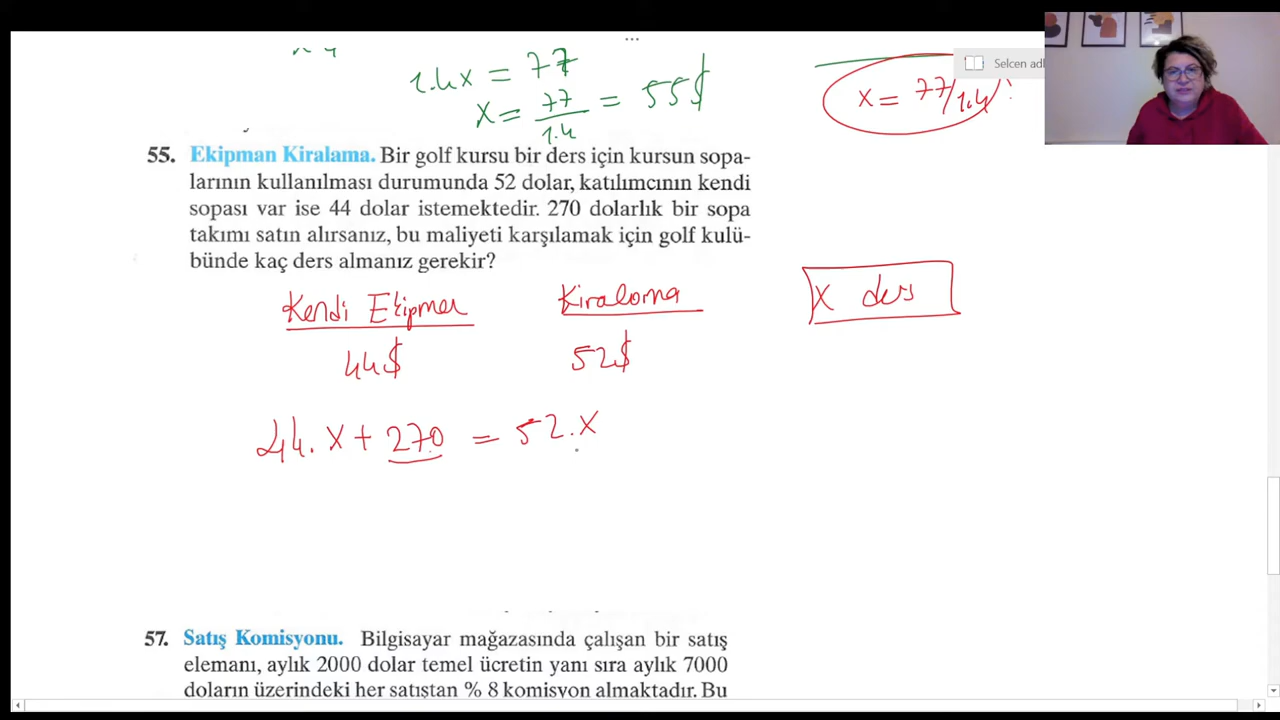 1.4x = 77
x = 77/1.4 = 55$
x = 77/1.4
Selcen adl
55. Ekipman Kiralama. Bir golf kursu bir ders için kursun sopa-
larının kullanılması durumunda 52 dolar, katılımcının kendi
sopası var ise 44 dolar istemektedir. 270 dolarlık bir sopa
takımı satın alırsanız, bu maliyeti karşılamak için golf kulü-
bünde kaç ders almanız gerekir?
Kendi Ekipman Kiralama
x ders
44$ 52$
44.x + 270 = 52.x
57. Satış Komisyonu. Bilgisayar mağazasında çalışan bir satış
elemanı, aylık 2000 dolar temel ücretin yanı sıra aylık 7000
doların üzerindeki her satıştan % 8 komisyon almaktadır. Bu